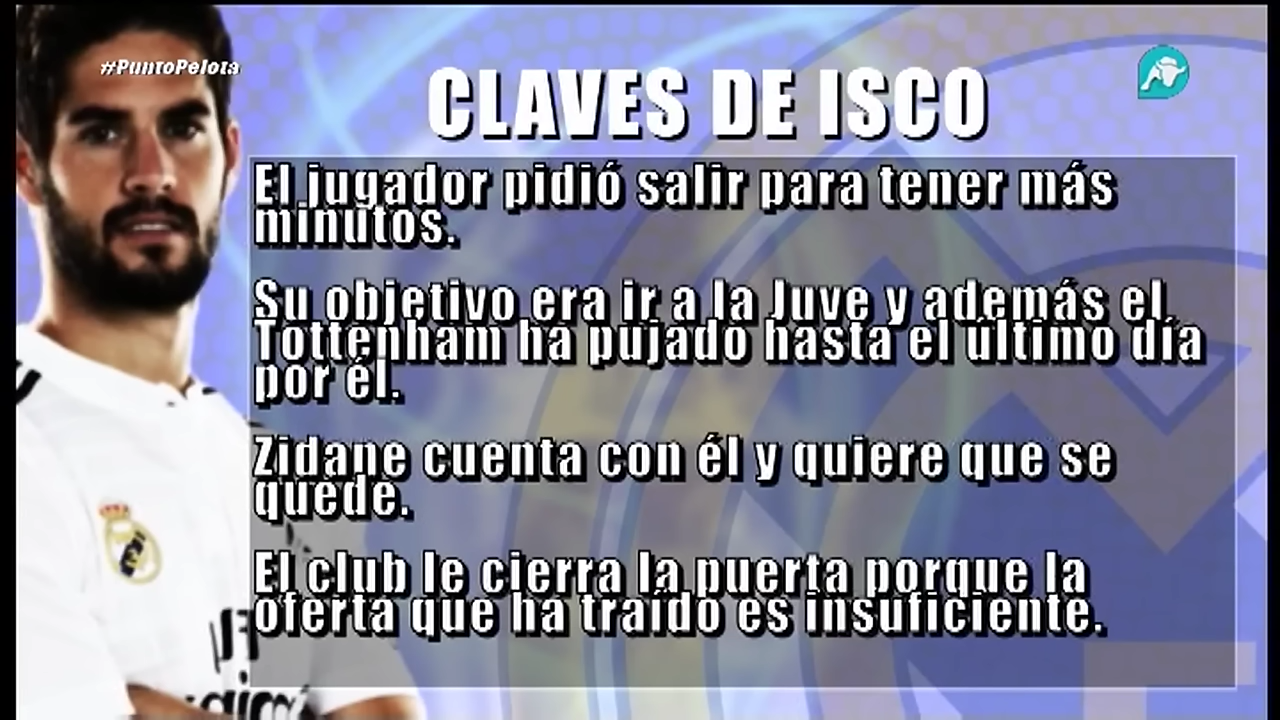 #PuntoPelota
CLAVES DE ISCO
El jugador pidió salir para tener más
minutos.
Su objetivo era ir a la Juve y además el
Tottenham ha pujado hasta el último día
por él.
Zidane cuenta con él y quiere que se
quede.
El club le cierra la puerta porque la
oferta que ha traído es insuficiente.